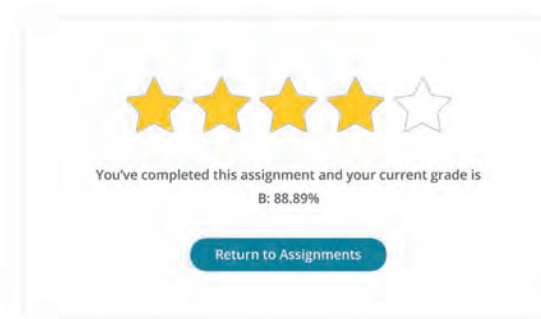 You've completed this assignment and your current grade is
B: 88.89%
Return to Assignments